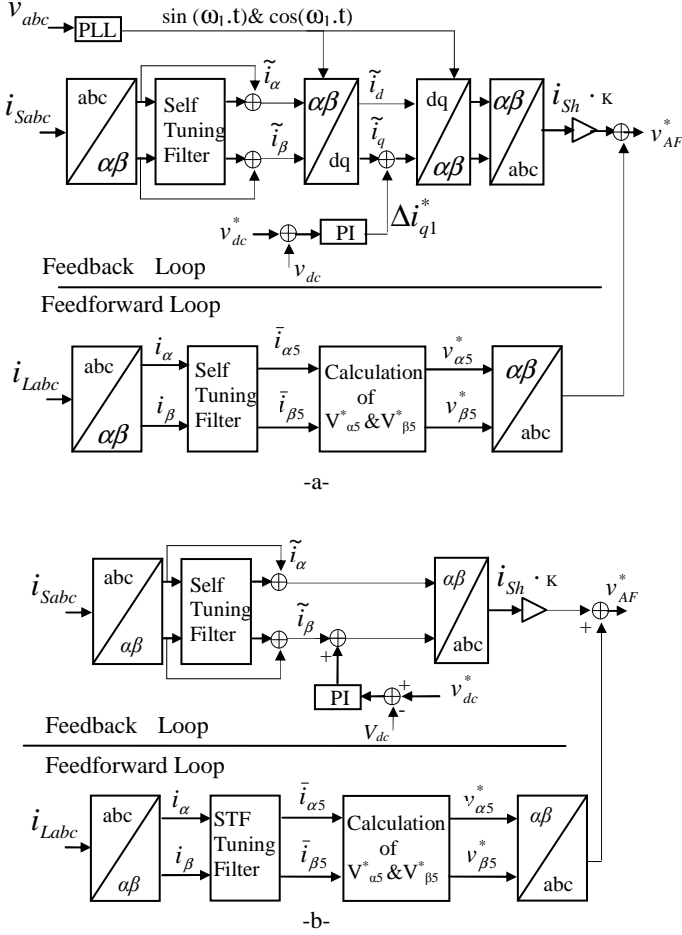 v_abc
PLL
sin (ω₁.t)& cos(ω₁.t)
i_Sabc
abc
αβ
Self
Tuning
Filter
ĩ_α
ĩ_β
αβ
dq
ĩ_d
ĩ_q
dq
αβ
αβ
abc
i_Sh · K
v*_AF
v*_dc
PI
Δi*_q1
v_dc
Feedback Loop
Feedforward Loop
i_Labc
abc
αβ
i_α
i_β
Self
Tuning
Filter
ī_α5
ī_β5
Calculation
of
V*_α5 &V*_β5
v*_α5
v*_β5
αβ
abc
-a-
i_Sabc
abc
αβ
Self
Tuning
Filter
ĩ_α
ĩ_β
+
PI
+
-
v*_dc
V_dc
αβ
abc
i_Sh · K
+
v*_AF
Feedback Loop
Feedforward Loop
i_Labc
abc
αβ
i_α
i_β
STF
Tuning
Filter
ī_α5
ī_β5
Calculation
of
V*_α5 &V*_β5
v*_α5
v*_β5
αβ
abc
-b-